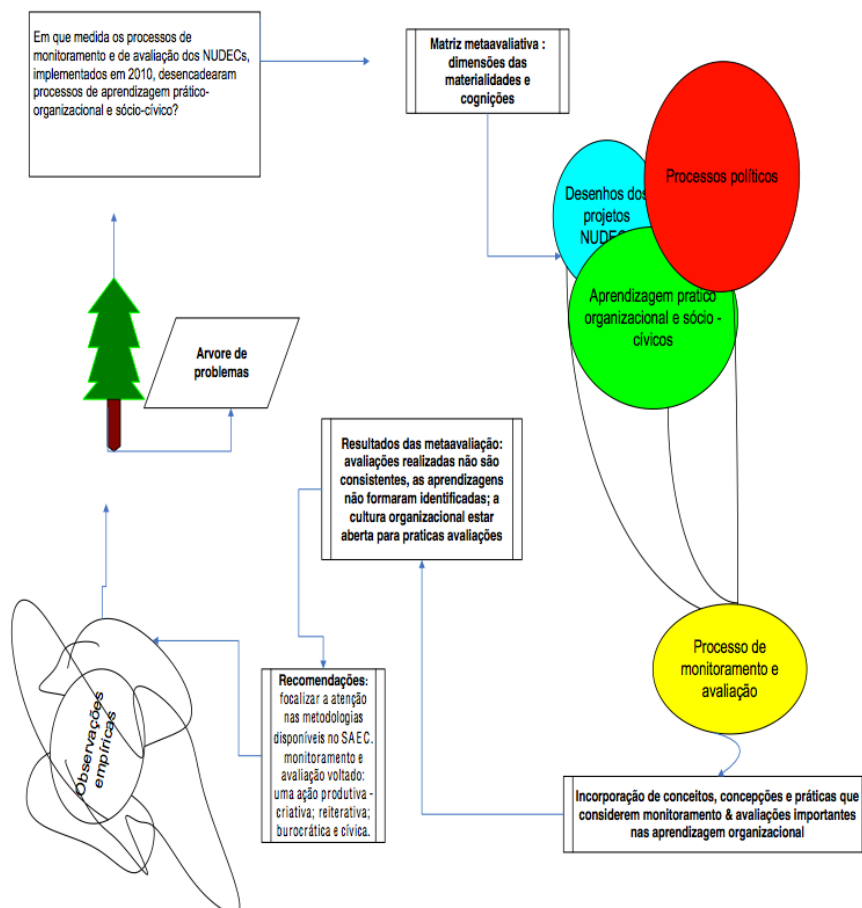 Em que medida os processos de
monitoramento e de avaliação dos NUDECs,
implementados em 2010, desencadearam
processos de aprendizagem prático-
organizacional e sócio-cívico?
Matriz metaavaliativa :
dimensões das
materialidades e
cognições
Processos políticos
Desenhos dos
projetos
NUDEC
Aprendizagem pratico
organizacional e sócio -
cívicos
Arvore de
problemas
Resultados das metaavaliação:
avaliações realizadas não são
consistentes, as aprendizagens
não formaram identificadas; a
cultura organizacional estar
aberta para praticas avaliações
Processo de
monitoramento e
avaliação
Observações
empíricas
Recomendações:
focalizar a atenção
nas metodologias
disponíveis no SAEC.
monitoramento e
avaliação voltado:
uma ação produtiva -
criativa; reiterativa;
burocrática e cívica.
Incorporação de conceitos, concepções e práticas que
considerem monitoramento & avaliações importantes
nas aprendizagem organizacional